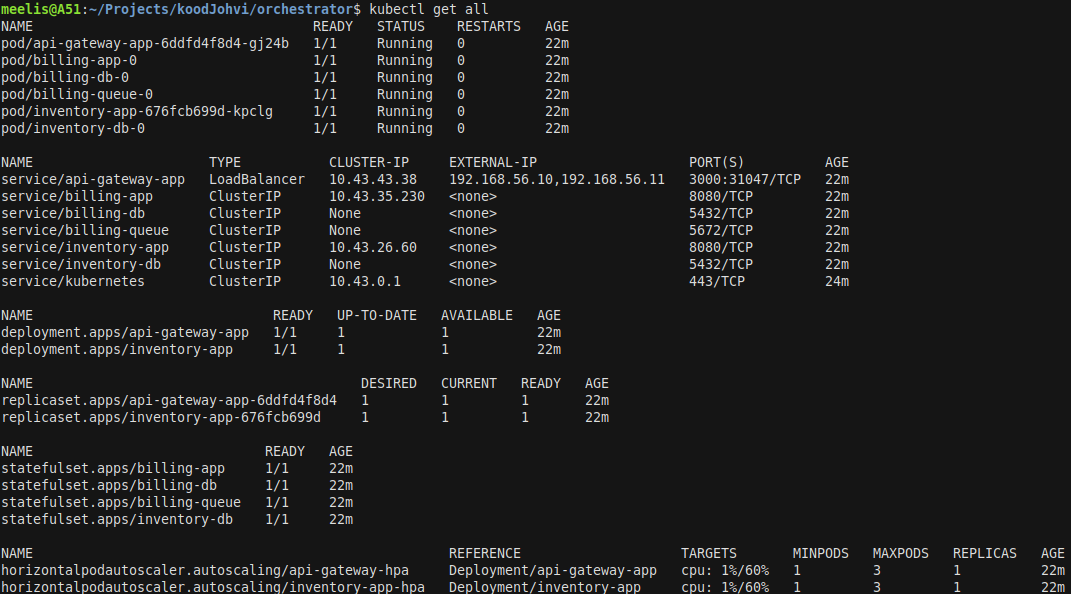 meelis@A51:~/Projects/koodJohvi/orchestrator$ kubectl get all
NAME                                   READY   STATUS    RESTARTS   AGE
pod/api-gateway-app-6ddfd4f8d4-gj24b   1/1     Running   0          22m
pod/billing-app-0                      1/1     Running   0          22m
pod/billing-db-0                       1/1     Running   0          22m
pod/billing-queue-0                    1/1     Running   0          22m
pod/inventory-app-676fcb699d-kpclg     1/1     Running   0          22m
pod/inventory-db-0                     1/1     Running   0          22m

NAME                      TYPE           CLUSTER-IP     EXTERNAL-IP                   PORT(S)          AGE
service/api-gateway-app   LoadBalancer   10.43.43.38    192.168.56.10,192.168.56.11   3000:31047/TCP   22m
service/billing-app       ClusterIP      10.43.35.230   <none>                        8080/TCP         22m
service/billing-db        ClusterIP      None           <none>                        5432/TCP         22m
service/billing-queue     ClusterIP      None           <none>                        5672/TCP         22m
service/inventory-app     ClusterIP      10.43.26.60    <none>                        8080/TCP         22m
service/inventory-db      ClusterIP      None           <none>                        5432/TCP         22m
service/kubernetes        ClusterIP      10.43.0.1      <none>                        443/TCP          24m

NAME                              READY   UP-TO-DATE   AVAILABLE   AGE
deployment.apps/api-gateway-app   1/1     1            1           22m
deployment.apps/inventory-app     1/1     1            1           22m

NAME                                         DESIRED   CURRENT   READY   AGE
replicaset.apps/api-gateway-app-6ddfd4f8d4   1         1         1       22m
replicaset.apps/inventory-app-676fcb699d     1         1         1       22m

NAME                             READY   AGE
statefulset.apps/billing-app     1/1     22m
statefulset.apps/billing-db      1/1     22m
statefulset.apps/billing-queue   1/1     22m
statefulset.apps/inventory-db    1/1     22m

NAME                                                    REFERENCE                    TARGETS       MINPODS   MAXPODS   REPLICAS   AGE
horizontalpodautoscaler.autoscaling/api-gateway-hpa     Deployment/api-gateway-app   cpu: 1%/60%   1         3         1          22m
horizontalpodautoscaler.autoscaling/inventory-app-hpa   Deployment/inventory-app     cpu: 1%/60%   1         3         1          22m